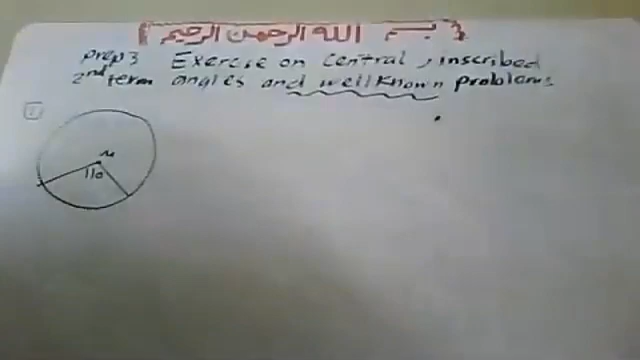 بسم الله الرحمن الرحيم
prep3 Exercise on central, inscribed
2nd term angles and wellknown problems
1
M
110